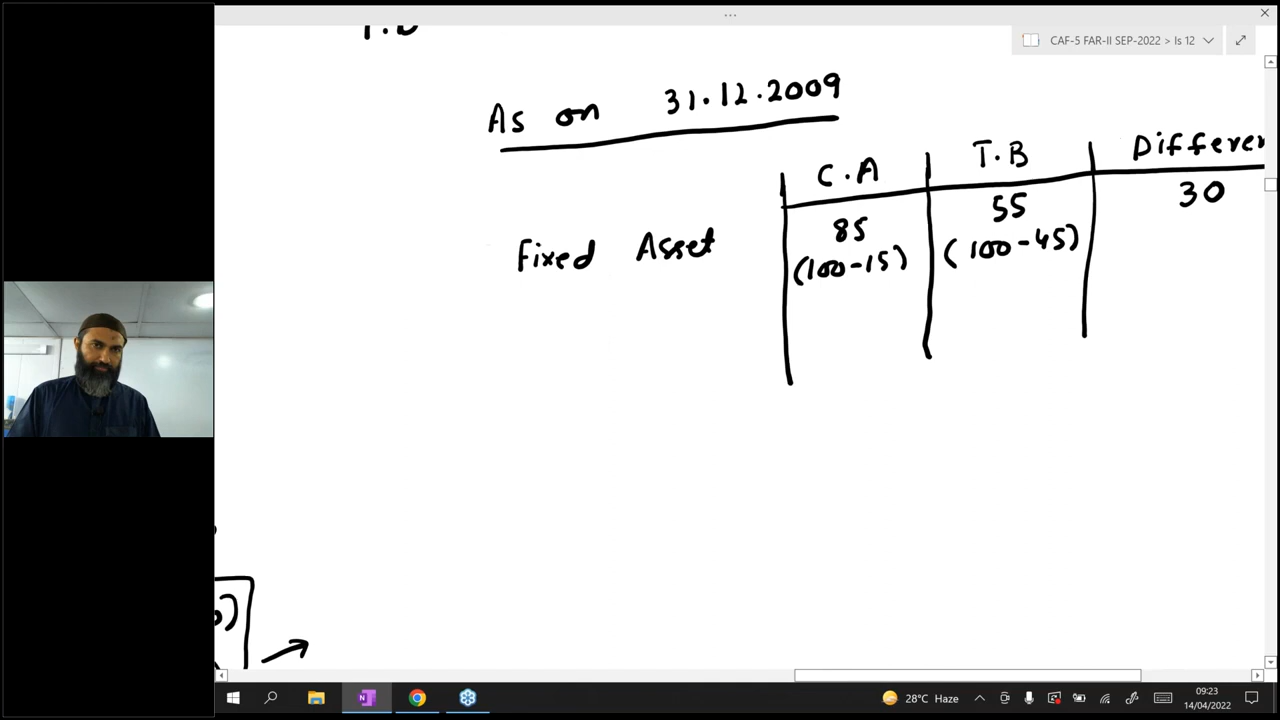 CAF-5 FAR-II SEP-2022 > Is 12
T.B
As on 31.12.2009
C.A T.B Differen
85 55 30
Fixed Asset (100-15) (100-45)
28°C Haze
09:23
14/04/2022